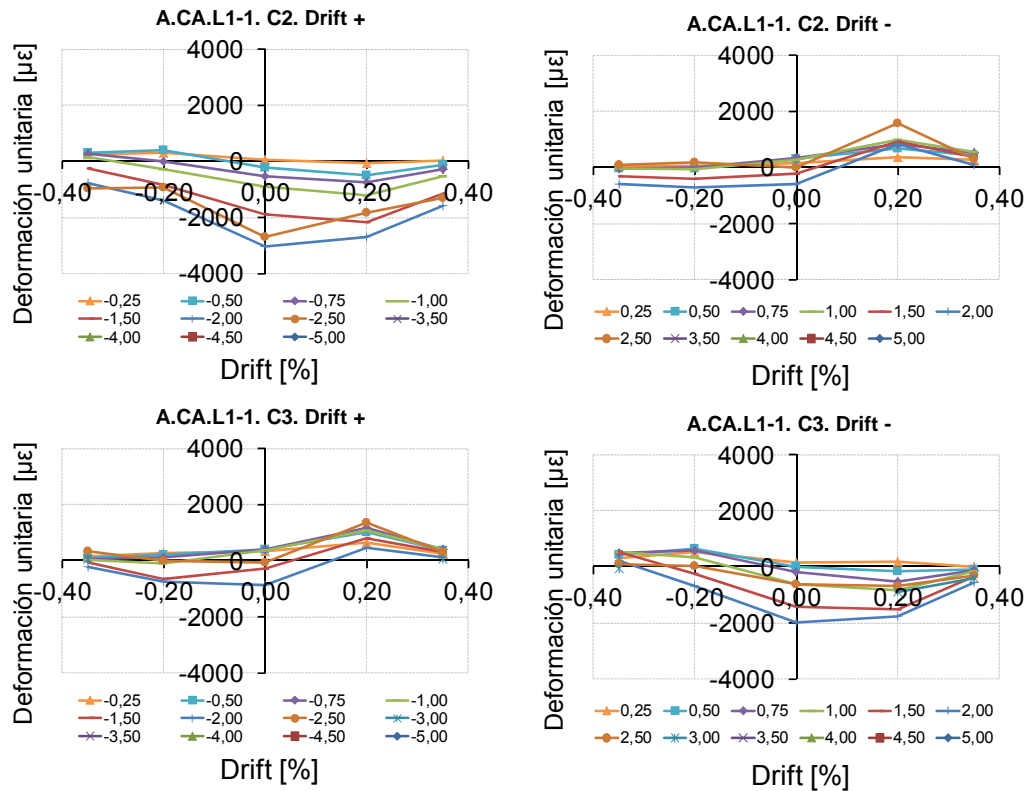 A.CA.L1-1. C2. Drift +
Deformación unitaria [με]
4000
2000
0
-2000
-4000
-0,40 -0,20 0,00 0,20 0,40
-0,25 -0,50 -0,75 -1,00
-1,50 -2,00 -2,50 -3,50
-4,00 -4,50 -5,00
Drift [%]
A.CA.L1-1. C2. Drift -
Deformación unitaria [με]
4000
2000
0
-2000
-4000
-0,40 -0,20 0,00 0,20 0,40
0,25 0,50 0,75 1,00 1,50 2,00
2,50 3,50 4,00 4,50 5,00
Drift [%]
A.CA.L1-1. C3. Drift +
Deformación unitaria [με]
4000
2000
0
-2000
-4000
-0,40 -0,20 0,00 0,20 0,40
-0,25 -0,50 -0,75 -1,00
-1,50 -2,00 -2,50 -3,00
-3,50 -4,00 -4,50 -5,00
Drift [%]
A.CA.L1-1. C3. Drift -
Deformación unitaria [με]
4000
2000
0
-2000
-4000
-0,40 -0,20 0,00 0,20 0,40
0,25 0,50 0,75 1,00 1,50 2,00
2,50 3,00 3,50 4,00 4,50 5,00
Drift [%]